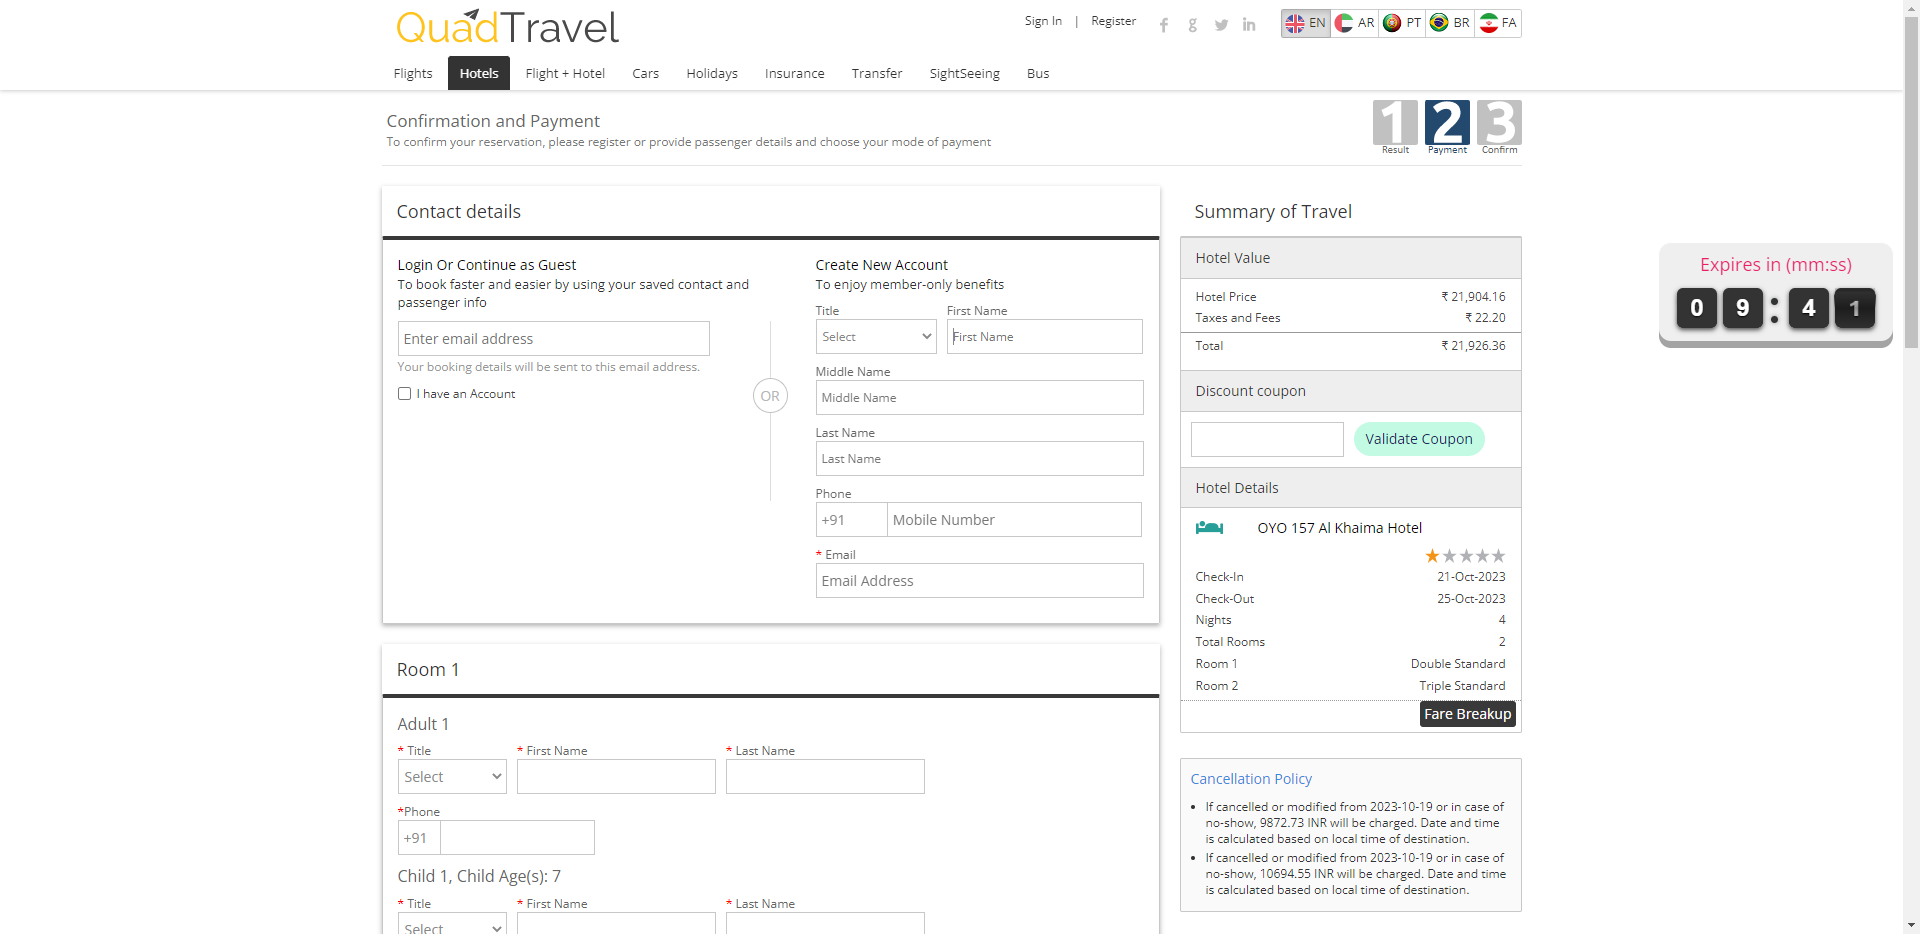 QuadTravel
Sign In | Register
EN AR PT BR FA
Flights Hotels Flight + Hotel Cars Holidays Insurance Transfer SightSeeing Bus
Confirmation and Payment
To confirm your reservation, please register or provide passenger details and choose your mode of payment
1 2 3
Result Payment Confirm
Contact details
Login Or Continue as Guest
To book faster and easier by using your saved contact and
passenger info
Enter email address
Your booking details will be sent to this email address.
I have an Account
OR
Create New Account
To enjoy member-only benefits
Title First Name
Select First Name
Middle Name
Middle Name
Last Name
Last Name
Phone
+91 Mobile Number
* Email
Email Address
Room 1
Adult 1
* Title * First Name * Last Name
Select
*Phone
+91
Child 1, Child Age(s): 7
* Title * First Name * Last Name
Select
Summary of Travel
Hotel Value
Hotel Price ₹ 21,904.16
Taxes and Fees ₹ 22.20
Total ₹ 21,926.36
Discount coupon
Validate Coupon
Hotel Details
OYO 157 Al Khaima Hotel
Check-In 21-Oct-2023
Check-Out 25-Oct-2023
Nights 4
Total Rooms 2
Room 1 Double Standard
Room 2 Triple Standard
Fare Breakup
Cancellation Policy
• If cancelled or modified from 2023-10-19 or in case of
no-show, 9872.73 INR will be charged. Date and time
is calculated based on local time of destination.
• If cancelled or modified from 2023-10-19 or in case of
no-show, 10694.55 INR will be charged. Date and time
is calculated based on local time of destination.
Expires in (mm:ss)
0 9 : 4 1